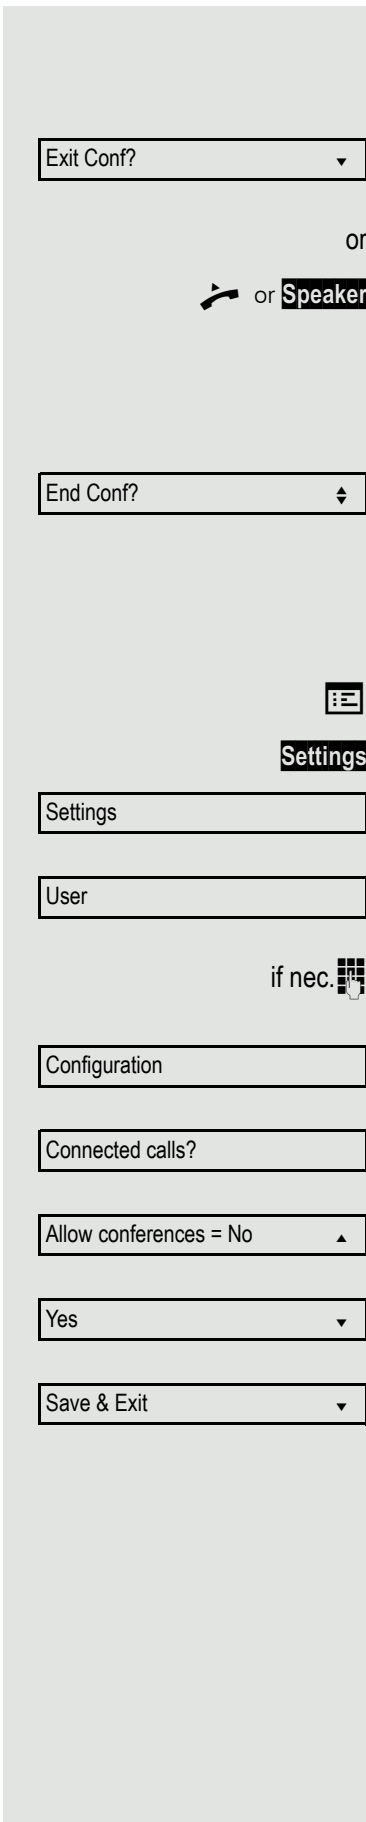 Exit Conf?
or
or Speaker
End Conf?
Settings
Settings
User
if nec.
Configuration
Connected calls?
Allow conferences = No
Yes
Save & Exit